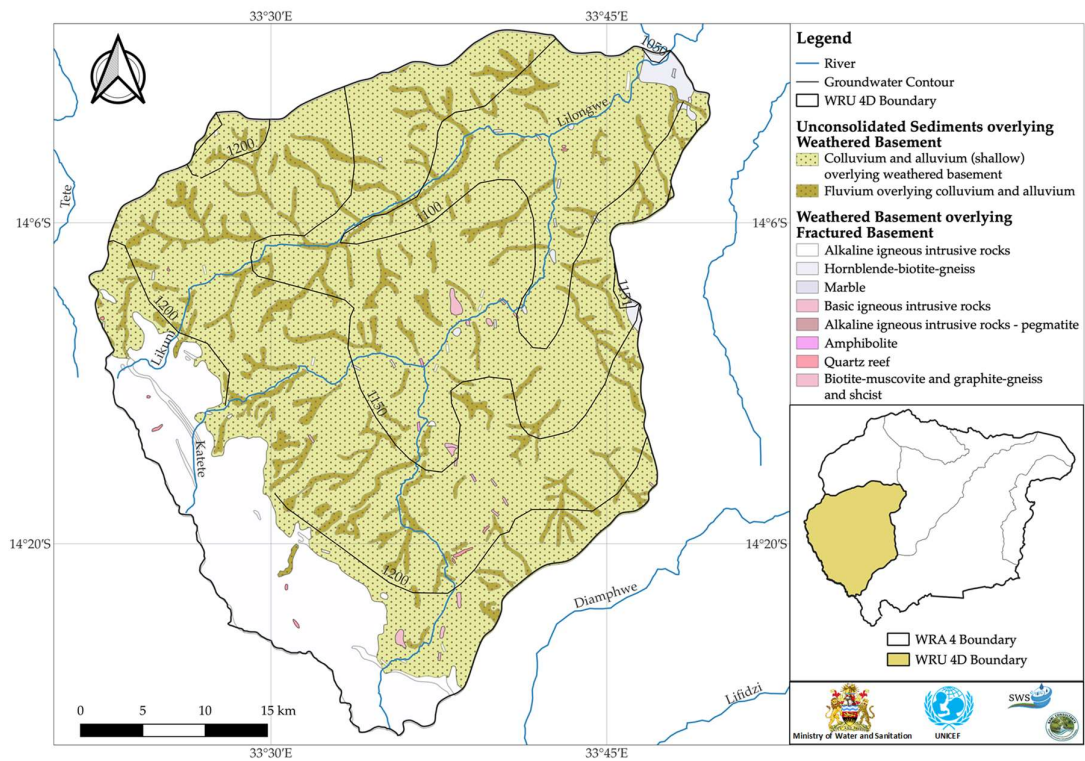 33°30'E
33°45'E
14°6'S
14°6'S
14°20'S
14°20'S
33°30'E
33°45'E
1050
Lilongwe
1200
Tete
1100
1200
Likuni
1150
Katete
1200
Diamphwe
Lifidzi
0 5 10 15 km
Legend
River
Groundwater Contour
WRU 4D Boundary
Unconsolidated Sediments overlying
Weathered Basement
Colluvium and alluvium (shallow)
overlying weathered basement
Fluvium overlying colluvium and alluvium
Weathered Basement overlying
Fractured Basement
Alkaline igneous intrusive rocks
Hornblende-biotite-gneiss
Marble
Basic igneous intrusive rocks
Alkaline igneous intrusive rocks - pegmatite
Amphibolite
Quartz reef
Biotite-muscovite and graphite-gneiss
and shcist
WRA 4 Boundary
WRU 4D Boundary
Ministry of Water and Sanitation
UNICEF
SWS